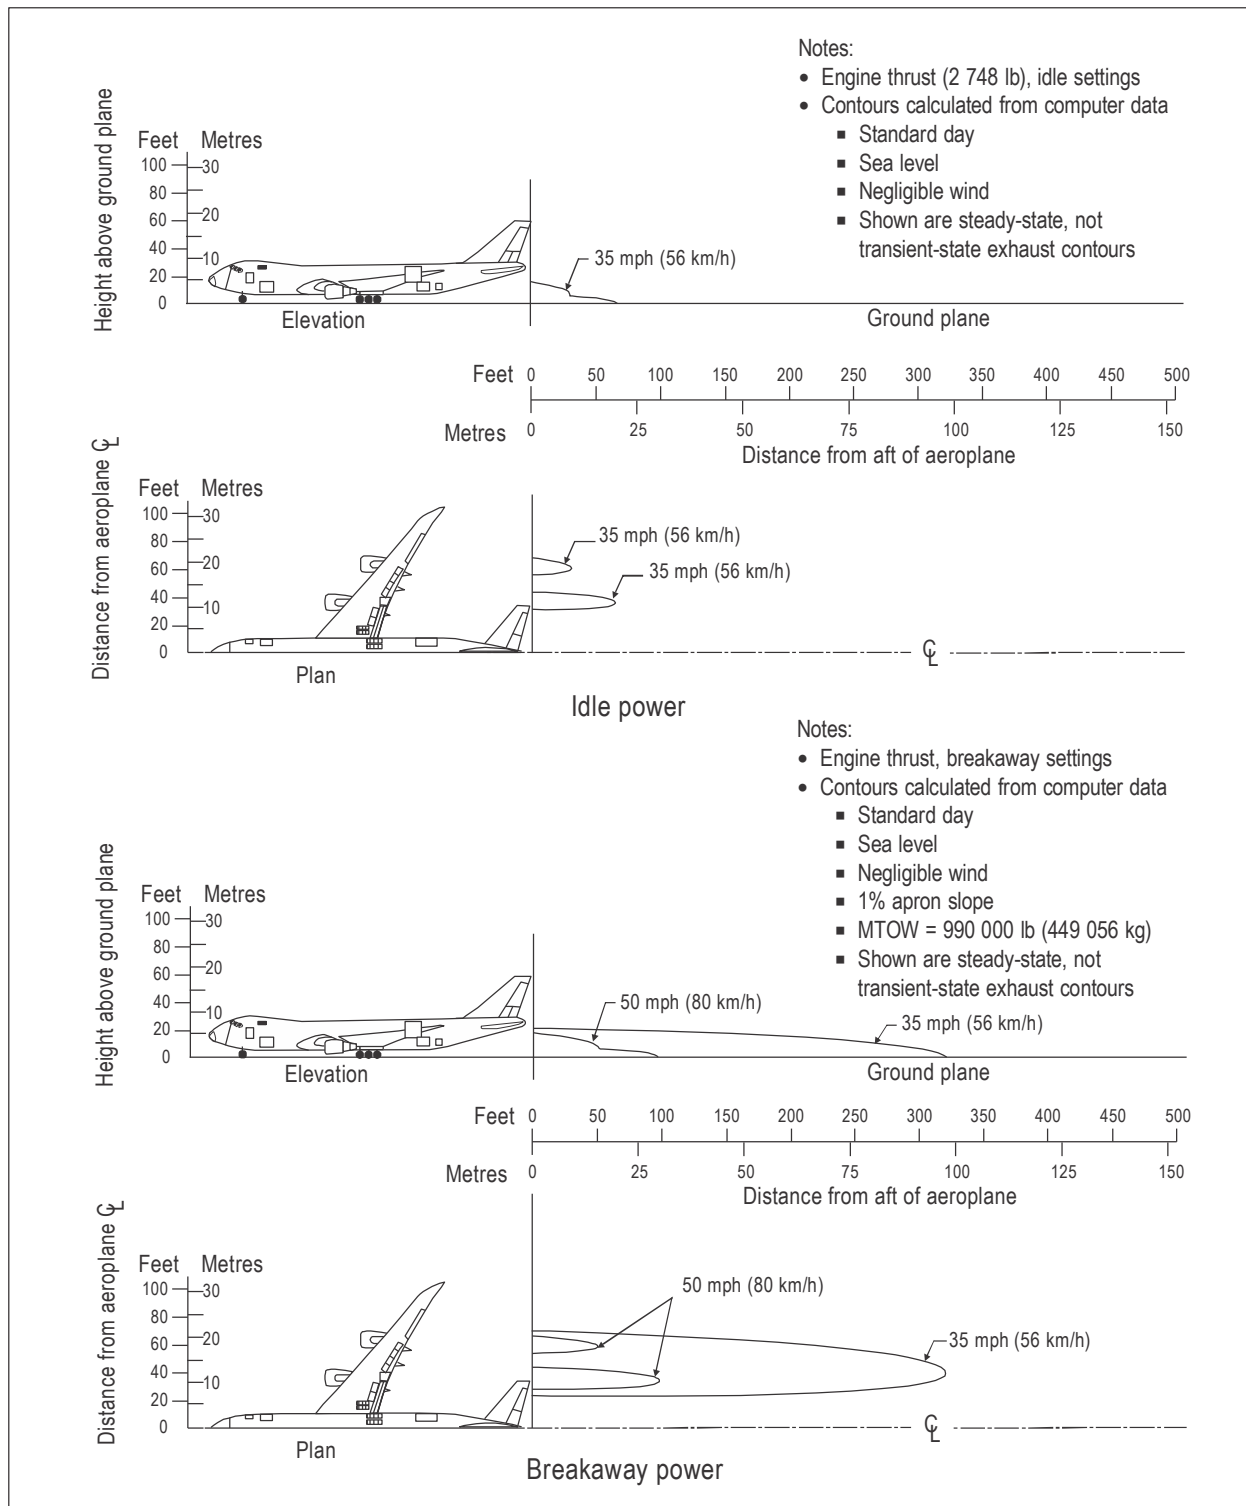 Notes:
• Engine thrust (2 748 lb), idle settings
• Contours calculated from computer data
■ Standard day
■ Sea level
■ Negligible wind
■ Shown are steady-state, not
transient-state exhaust contours
Height above ground plane
Feet Metres
100 30
80
60 20
40
20 10
0
35 mph (56 km/h)
Elevation
Ground plane
Feet 0 50 100 150 200 250 300 350 400 450 500
Metres 0 25 50 75 100 125 150
Distance from aft of aeroplane
Distance from aeroplane ℄
Feet Metres
100 30
80
60 20
40
20 10
0
35 mph (56 km/h)
35 mph (56 km/h)
℄
Plan
Idle power
Notes:
• Engine thrust, breakaway settings
• Contours calculated from computer data
■ Standard day
■ Sea level
■ Negligible wind
■ 1% apron slope
■ MTOW = 990 000 lb (449 056 kg)
■ Shown are steady-state, not
transient-state exhaust contours
Height above ground plane
Feet Metres
100 30
80
60 20
40
20 10
0
50 mph (80 km/h)
35 mph (56 km/h)
Elevation
Ground plane
Feet 0 50 100 150 200 250 300 350 400 450 500
Metres 0 25 50 75 100 125 150
Distance from aft of aeroplane
Distance from aeroplane ℄
Feet Metres
100 30
80
60 20
40
20 10
0
50 mph (80 km/h)
35 mph (56 km/h)
℄
Plan
Breakaway power